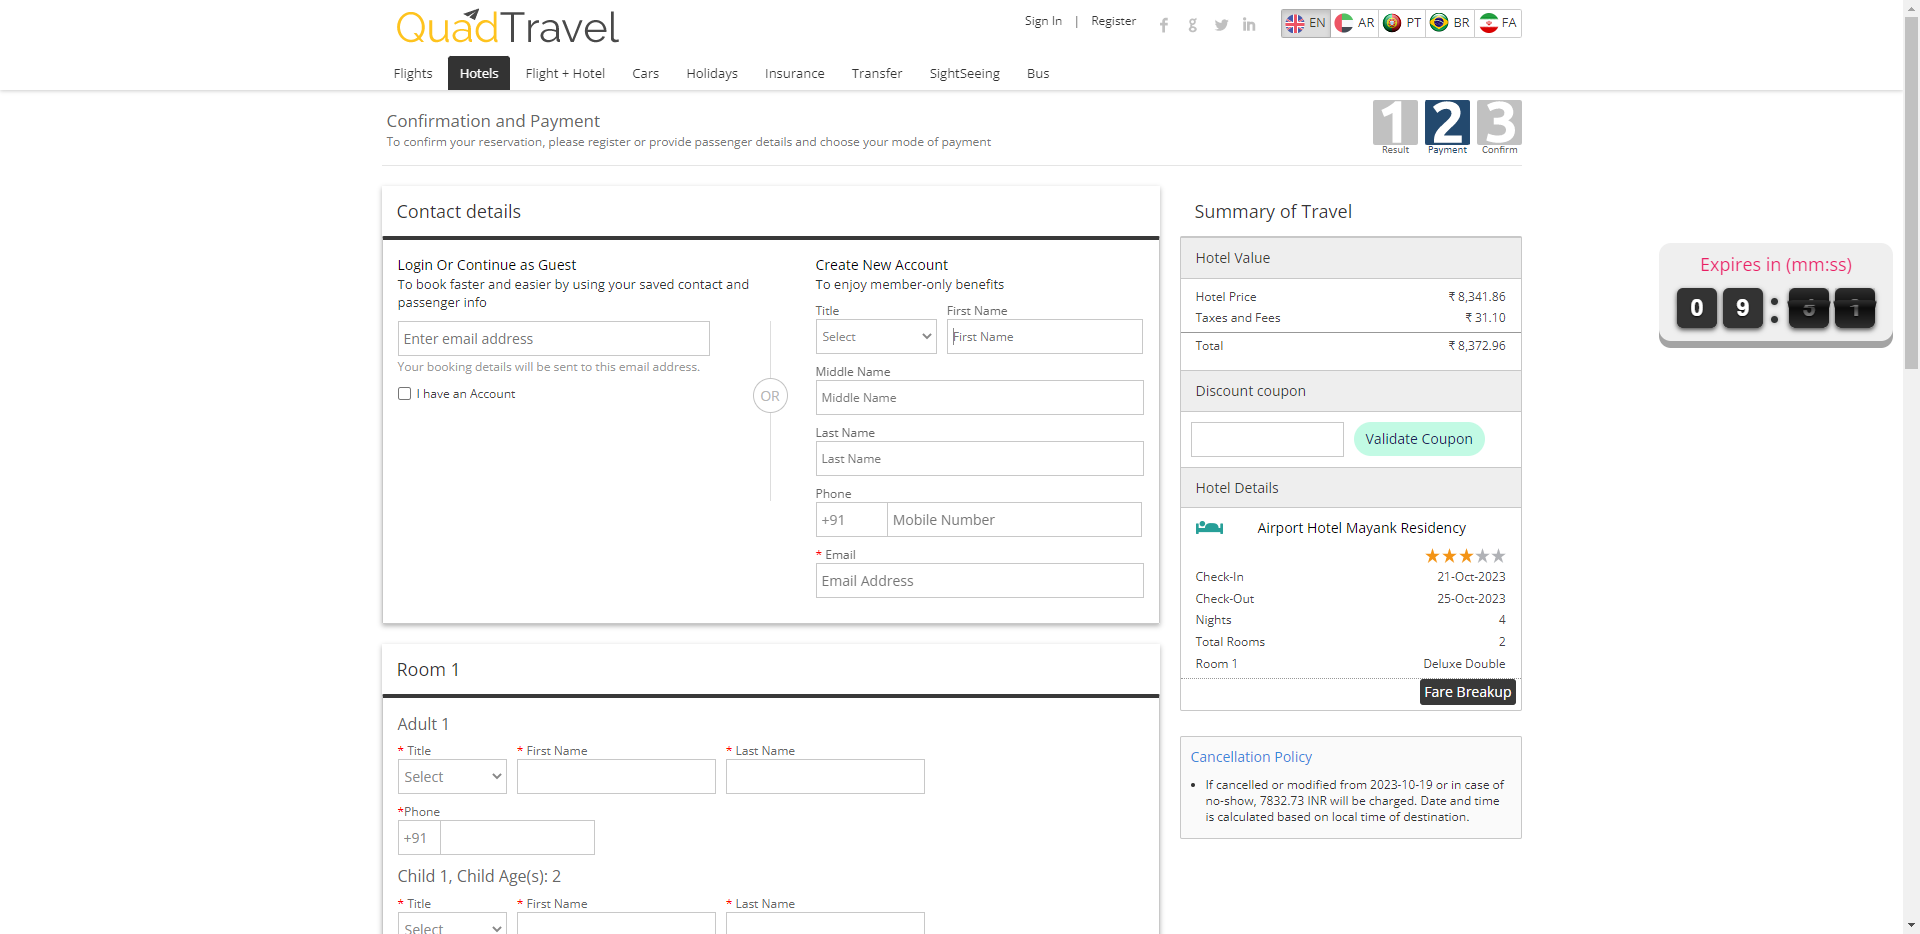 QuadTravel
Sign In | Register
EN AR PT BR FA
Flights Hotels Flight + Hotel Cars Holidays Insurance Transfer SightSeeing Bus
Confirmation and Payment
To confirm your reservation, please register or provide passenger details and choose your mode of payment
1 2 3
Result Payment Confirm
Contact details
Login Or Continue as Guest
To book faster and easier by using your saved contact and
passenger info
Enter email address
Your booking details will be sent to this email address.
I have an Account
OR
Create New Account
To enjoy member-only benefits
Title First Name
Select First Name
Middle Name
Middle Name
Last Name
Last Name
Phone
+91 Mobile Number
* Email
Email Address
Room 1
Adult 1
* Title * First Name * Last Name
Select
*Phone
+91
Child 1, Child Age(s): 2
* Title * First Name * Last Name
Select
Summary of Travel
Hotel Value
Hotel Price ₹ 8,341.86
Taxes and Fees ₹ 31.10
Total ₹ 8,372.96
Discount coupon
Validate Coupon
Hotel Details
Airport Hotel Mayank Residency
Check-In 21-Oct-2023
Check-Out 25-Oct-2023
Nights 4
Total Rooms 2
Room 1 Deluxe Double
Fare Breakup
Cancellation Policy
• If cancelled or modified from 2023-10-19 or in case of
no-show, 7832.73 INR will be charged. Date and time
is calculated based on local time of destination.
Expires in (mm:ss)
09:51